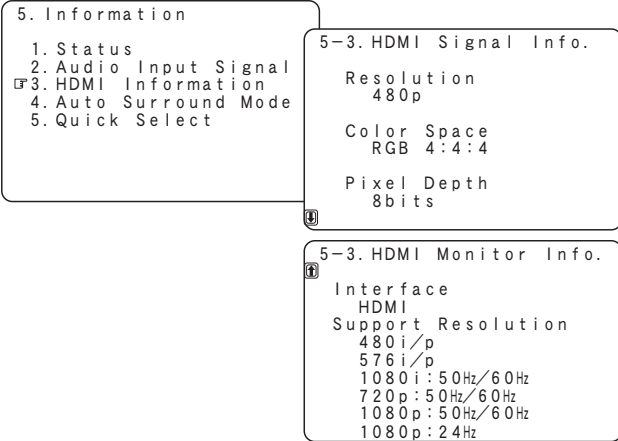 5. Information
1. Status
2. Audio Input Signal
☞3. HDMI Information
4. Auto Surround Mode
5. Quick Select
5-3. HDMI Signal Info.
Resolution
480p
Color Space
RGB 4:4:4
Pixel Depth
8bits
5-3. HDMI Monitor Info.
Interface
HDMI
Support Resolution
480i/p
576i/p
1080i:50Hz/60Hz
720p:50Hz/60Hz
1080p:50Hz/60Hz
1080p:24Hz